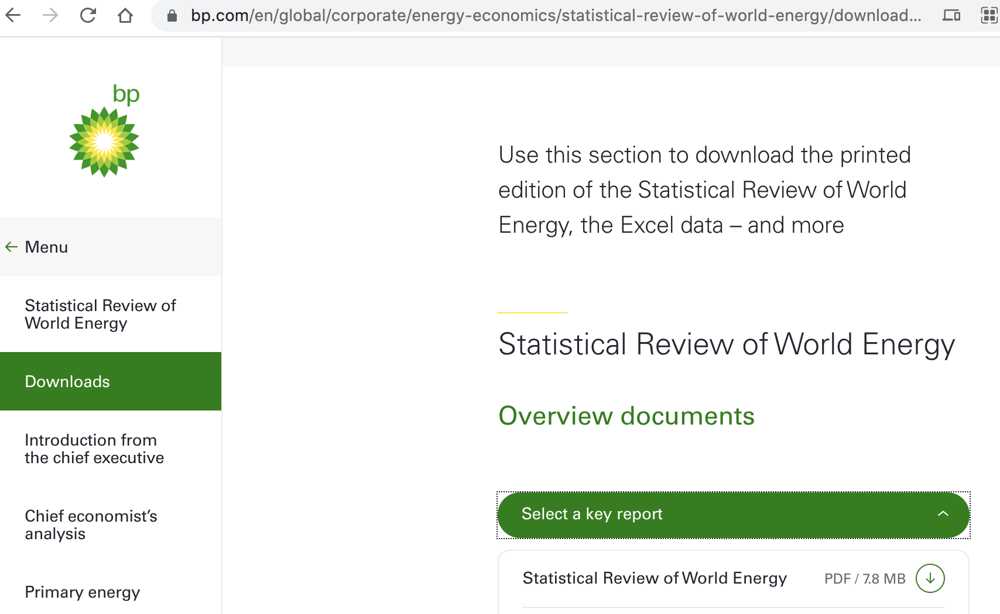 bp.com/en/global/corporate/energy-economics/statistical-review-of-world-energy/download...
bp
Menu
Statistical Review of
World Energy
Downloads
Introduction from
the chief executive
Chief economist’s
analysis
Primary energy
Use this section to download the printed
edition of the Statistical Review of World
Energy, the Excel data – and more
Statistical Review of World Energy
Overview documents
Select a key report
Statistical Review of World Energy PDF / 7.8 MB